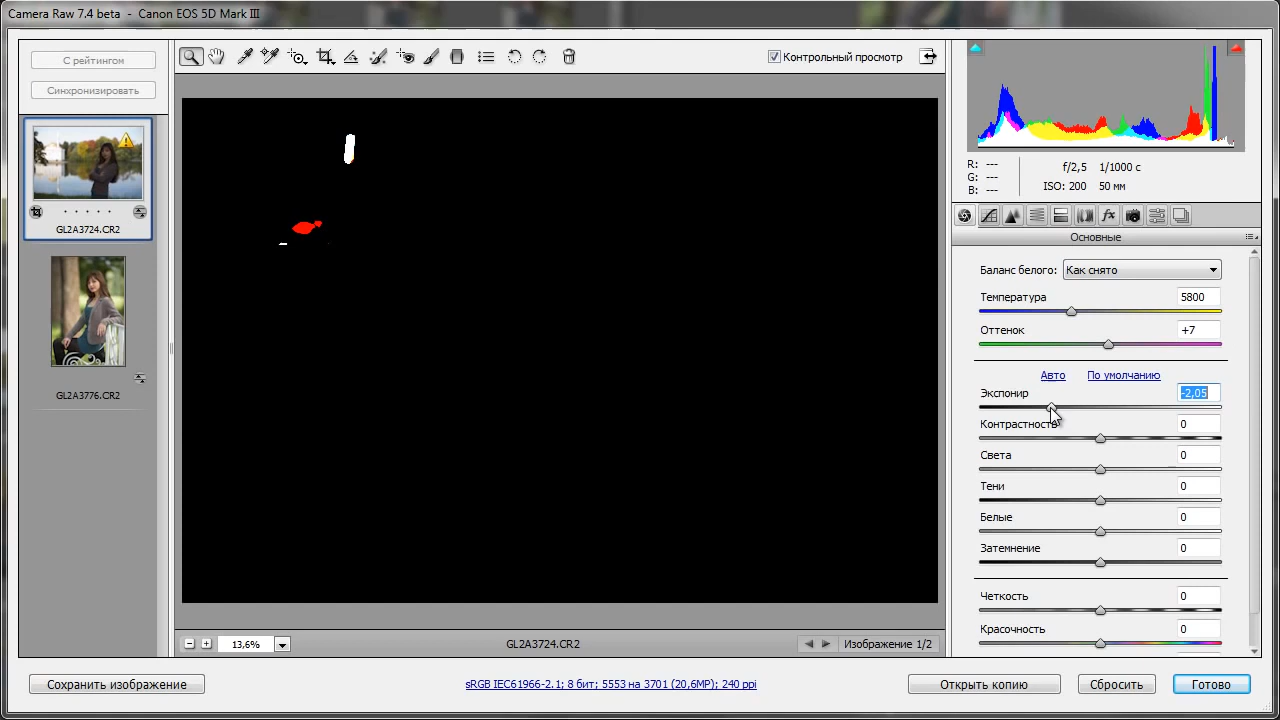 Camera Raw 7.4 beta - Canon EOS 5D Mark III
С рейтингом
Синхронизировать
GL2A3724.CR2
GL2A3776.CR2
Контрольный просмотр
R: ---
G: ---
B: ---
f/2,5 1/1000 с
ISO: 200 50 мм
Основные
Баланс белого: Как снято
Температура 5800
Оттенок +7
Авто По умолчанию
Экспонир -2,05
Контрастность 0
Света 0
Тени 0
Белые 0
Затемнение 0
Четкость 0
Красочность 0
13,6% GL2A3724.CR2 Изображение 1/2
Сохранить изображение sRGB IEC61966-2.1; 8 бит; 5553 на 3701 (20,6MP); 240 ppi Открыть копию Сбросить Готово